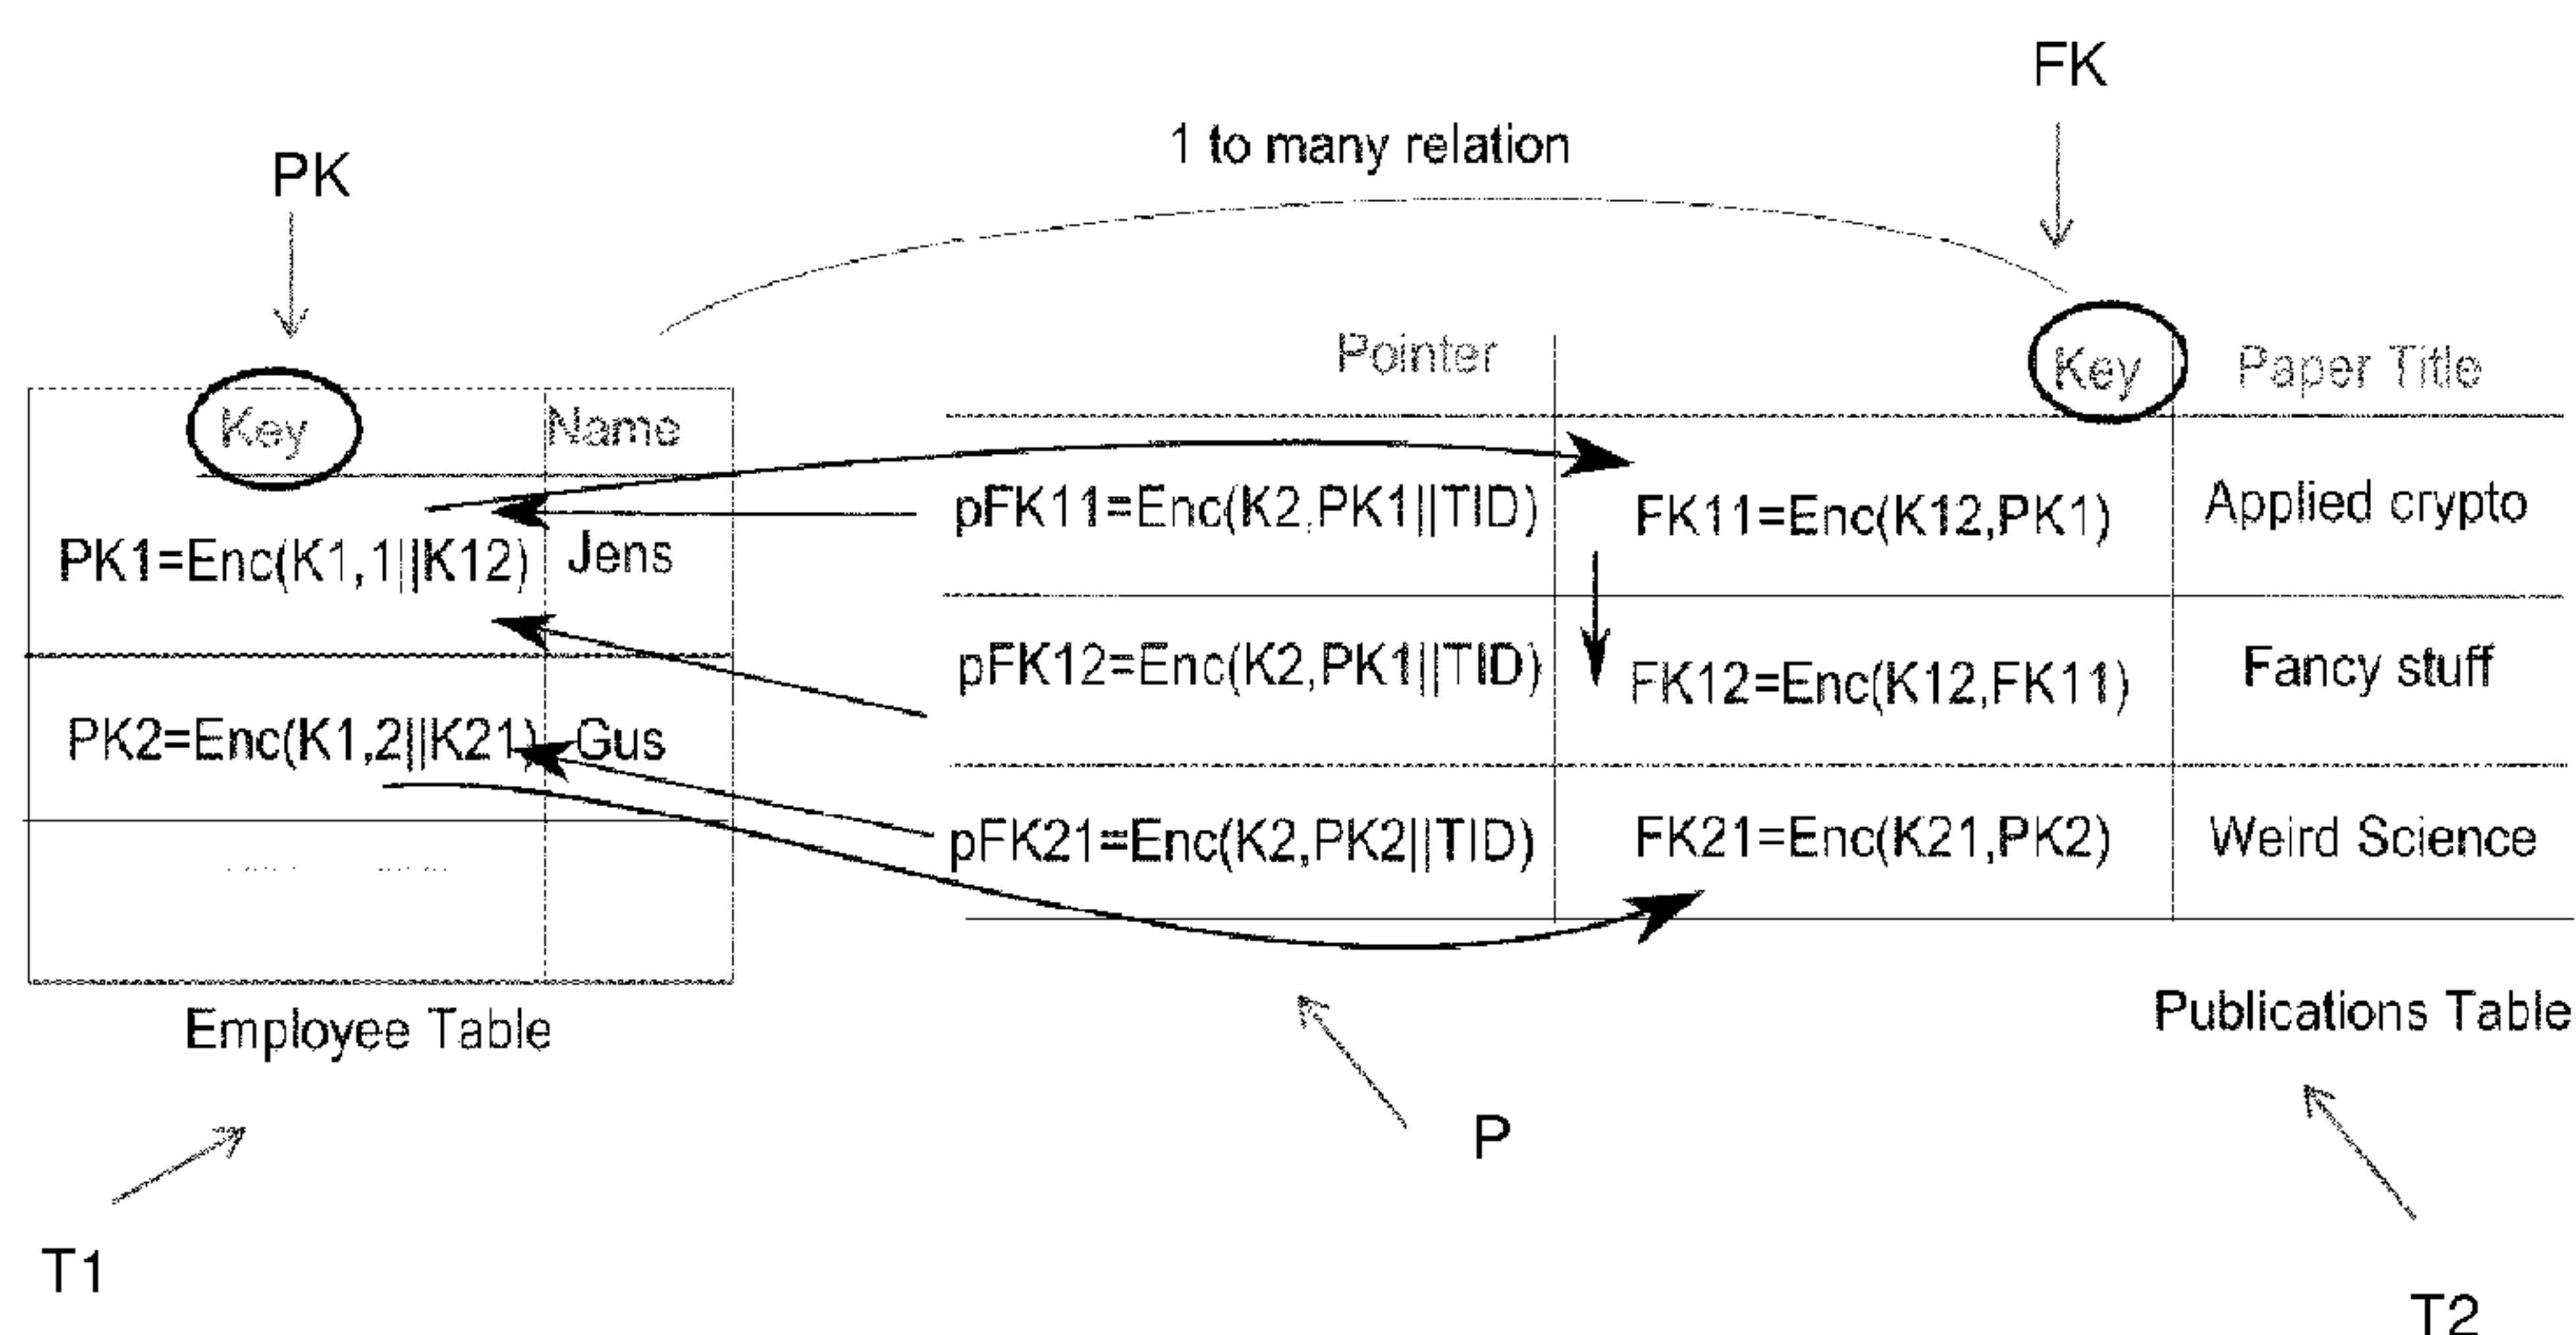 FK
1 to many relation
PK
Pointer
Key
Paper Title
Key
Name
pFK11=Enc(K2,PK1||TID)
FK11=Enc(K12,PK1)
Applied crypto
PK1=Enc(K1,1||K12)
Jens
pFK12=Enc(K2,PK1||TID)
FK12=Enc(K12,FK11)
Fancy stuff
PK2=Enc(K1,2||K21)
Gus
pFK21=Enc(K2,PK2||TID)
FK21=Enc(K21,PK2)
Weird Science
Employee Table
Publications Table
P
T1
T2